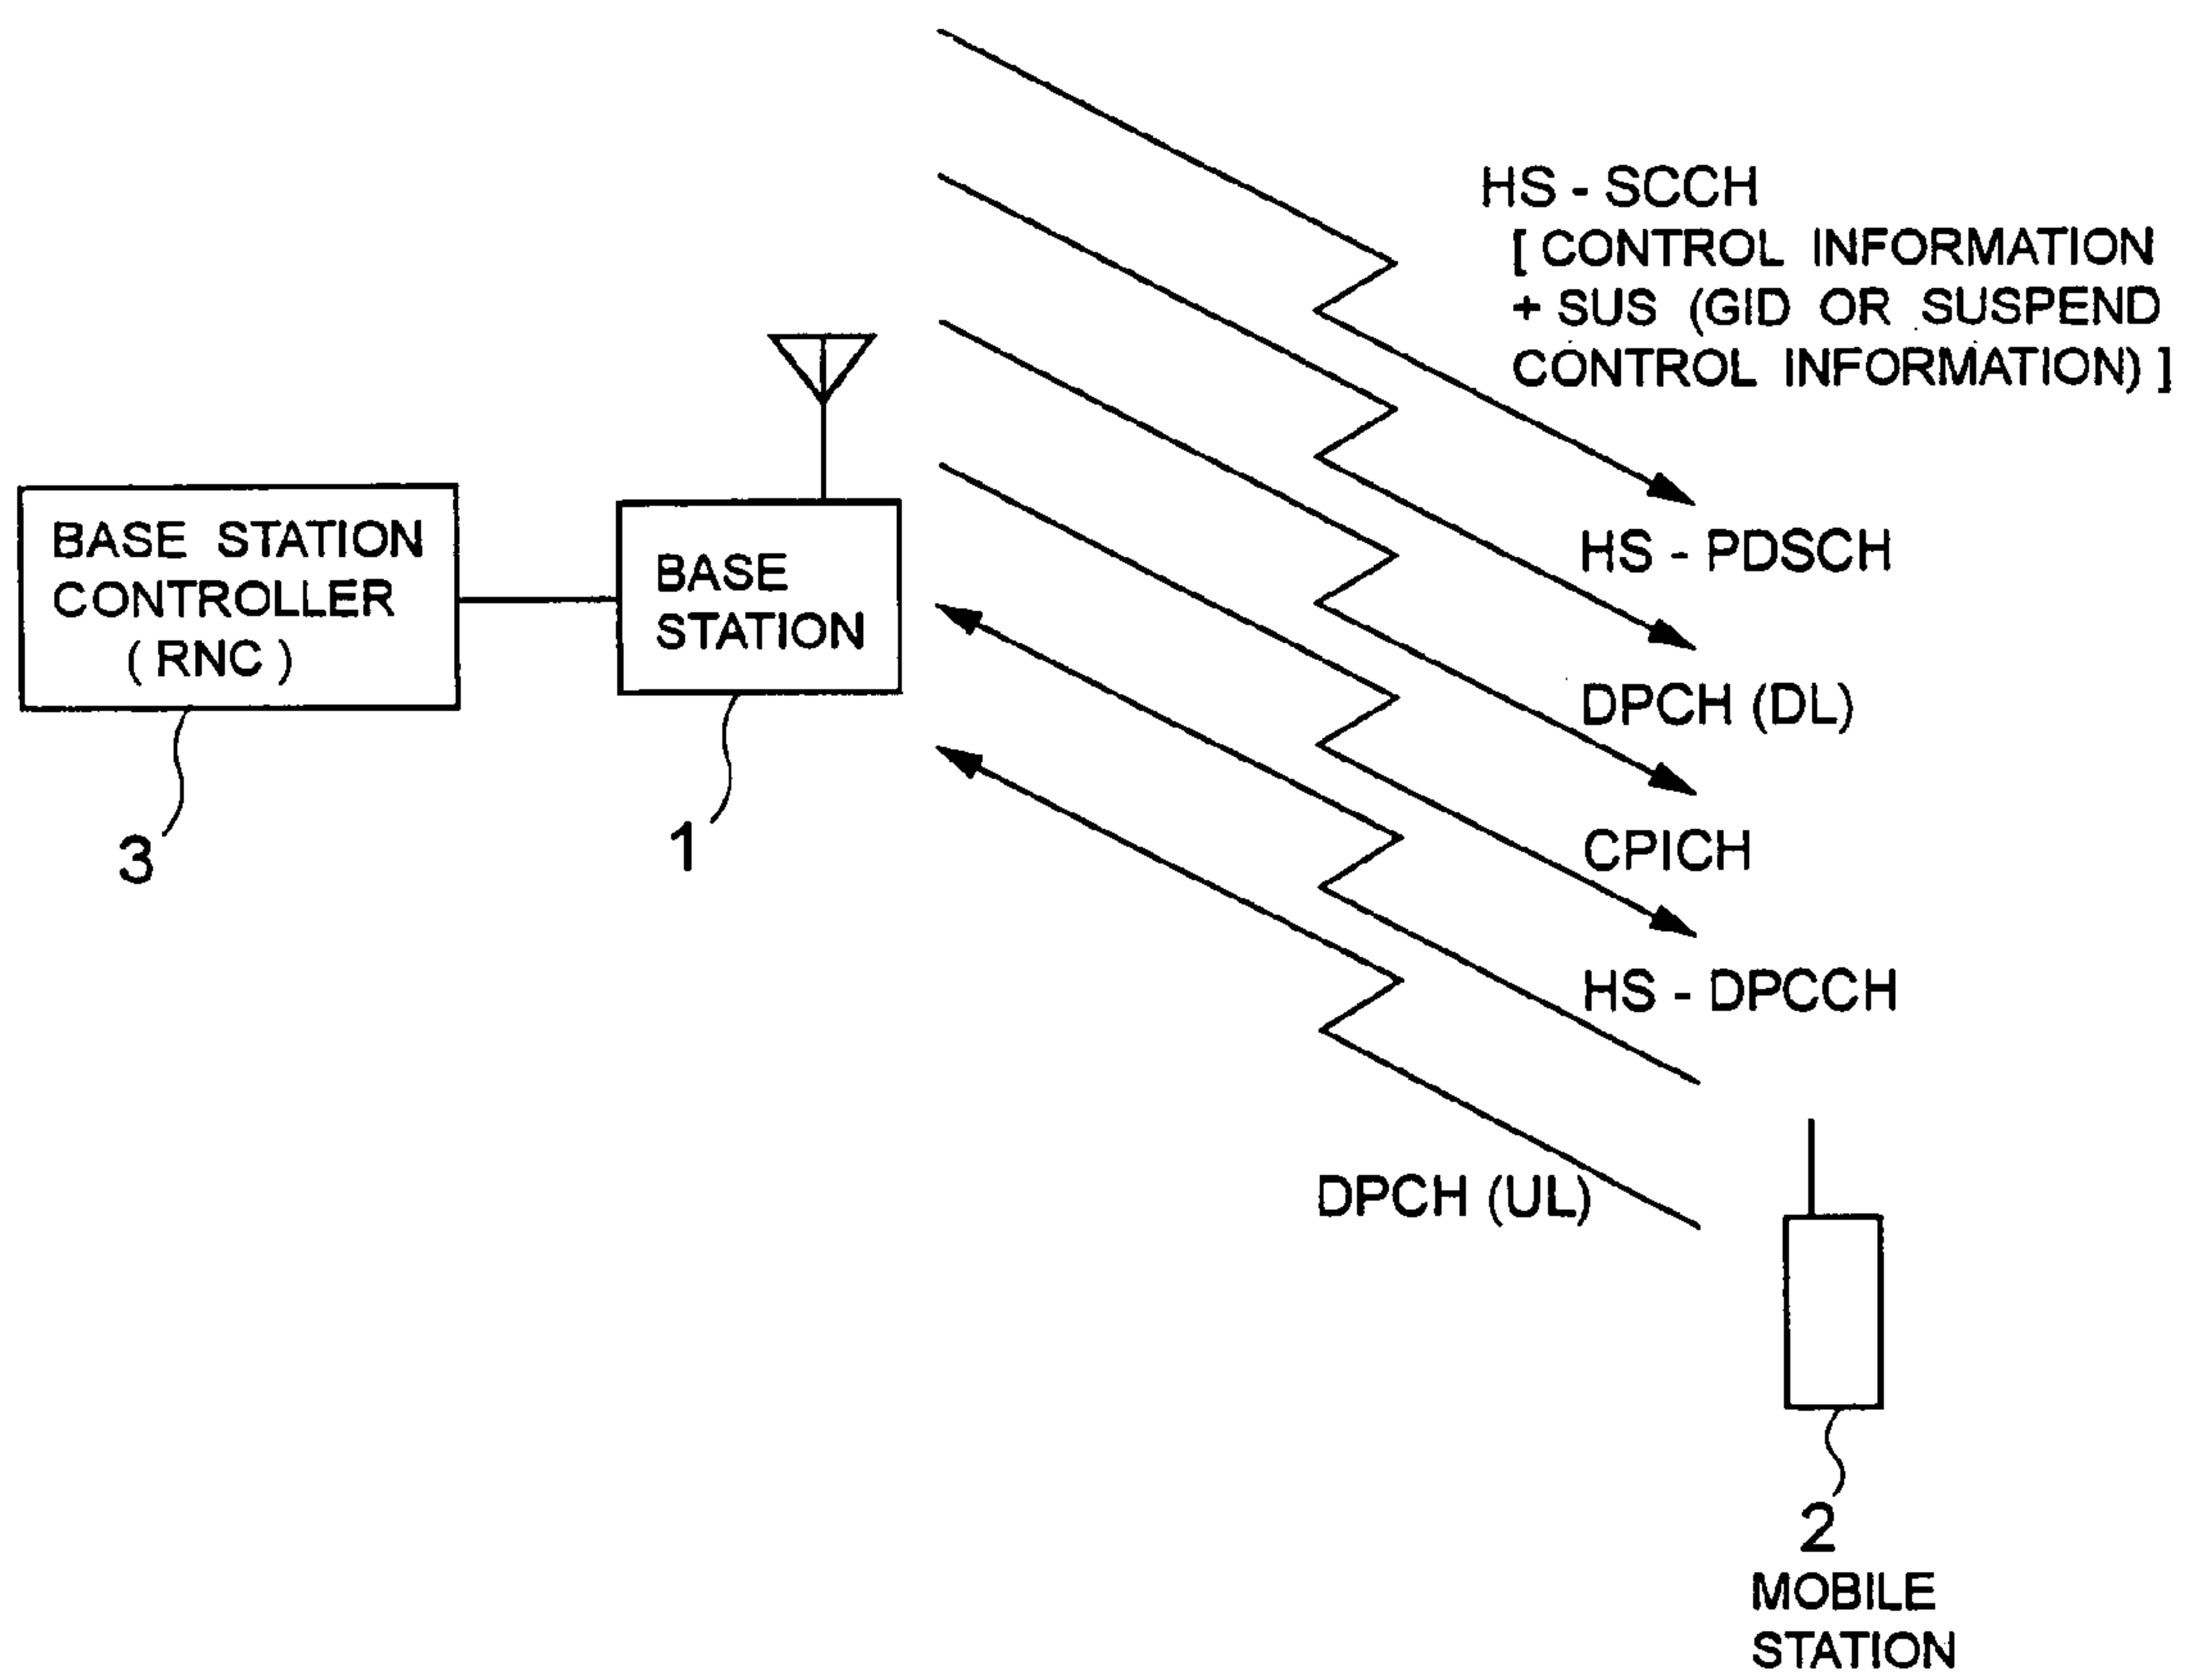 HS - SCCH
[ CONTROL INFORMATION
+ SUS (GID OR SUSPEND
CONTROL INFORMATION) ]
BASE STATION
CONTROLLER
( RNC )
BASE
STATION
HS - PDSCH
DPCH (DL)
3
1
CPICH
HS - DPCCH
DPCH (UL)
2
MOBILE
STATION